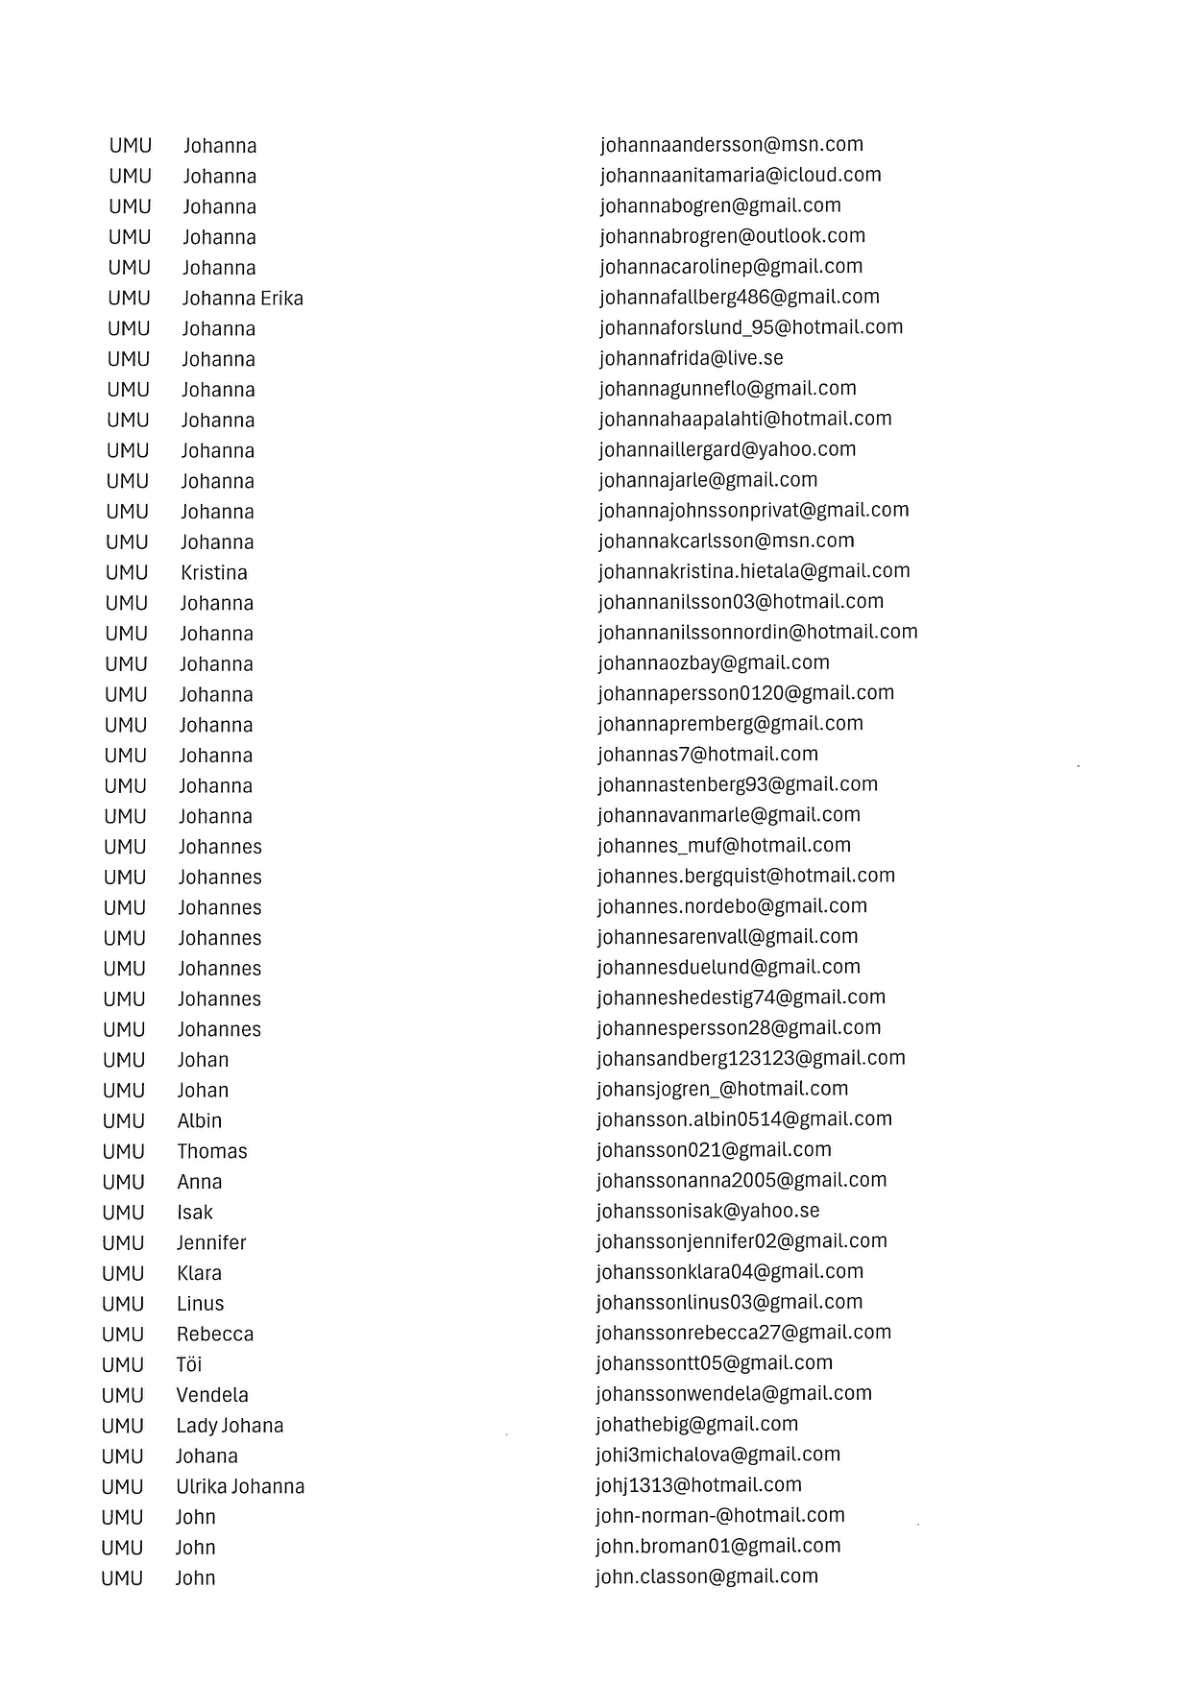 UMU Johanna johannaandersson@msn.com
UMU Johanna johannaanitamaria@icloud.com
UMU Johanna johannabogren@gmail.com
UMU Johanna johannabrogren@outlook.com
UMU Johanna johannacarolinep@gmail.com
UMU Johanna Erika johannafallberg486@gmail.com
UMU Johanna johannaforslund_95@hotmail.com
UMU Johanna johannafrida@live.se
UMU Johanna johannagunneflo@gmail.com
UMU Johanna johannahaapalahti@hotmail.com
UMU Johanna johannaillergard@yahoo.com
UMU Johanna johannajarle@gmail.com
UMU Johanna johannajohnssonprivat@gmail.com
UMU Johanna johannakcarlsson@msn.com
UMU Kristina johannakristina.hietala@gmail.com
UMU Johanna johannanilsson03@hotmail.com
UMU Johanna johannanilssonnordin@hotmail.com
UMU Johanna johannaozbay@gmail.com
UMU Johanna johannapersson0120@gmail.com
UMU Johanna johannapremberg@gmail.com
UMU Johanna johannas7@hotmail.com
UMU Johanna johannastenberg93@gmail.com
UMU Johanna johannavanmarle@gmail.com
UMU Johannes johannes_muf@hotmail.com
UMU Johannes johannes.bergquist@hotmail.com
UMU Johannes johannes.nordebo@gmail.com
UMU Johannes johannesarenvall@gmail.com
UMU Johannes johannesduelund@gmail.com
UMU Johannes johanneshedestig74@gmail.com
UMU Johannes johannespersson28@gmail.com
UMU Johan johansandberg123123@gmail.com
UMU Johan johansjogren_@hotmail.com
UMU Albin johansson.albin0514@gmail.com
UMU Thomas johansson021@gmail.com
UMU Anna johanssonanna2005@gmail.com
UMU Isak johanssonisak@yahoo.se
UMU Jennifer johanssonjennifer02@gmail.com
UMU Klara johanssonklara04@gmail.com
UMU Linus johanssonlinus03@gmail.com
UMU Rebecca johanssonrebecca27@gmail.com
UMU Töi johanssontt05@gmail.com
UMU Vendela johanssonwendela@gmail.com
UMU Lady Johana johathebig@gmail.com
UMU Johana johi3michalova@gmail.com
UMU Ulrika Johanna johj1313@hotmail.com
UMU John john-norman-@hotmail.com
UMU John john.broman01@gmail.com
UMU John john.classon@gmail.com